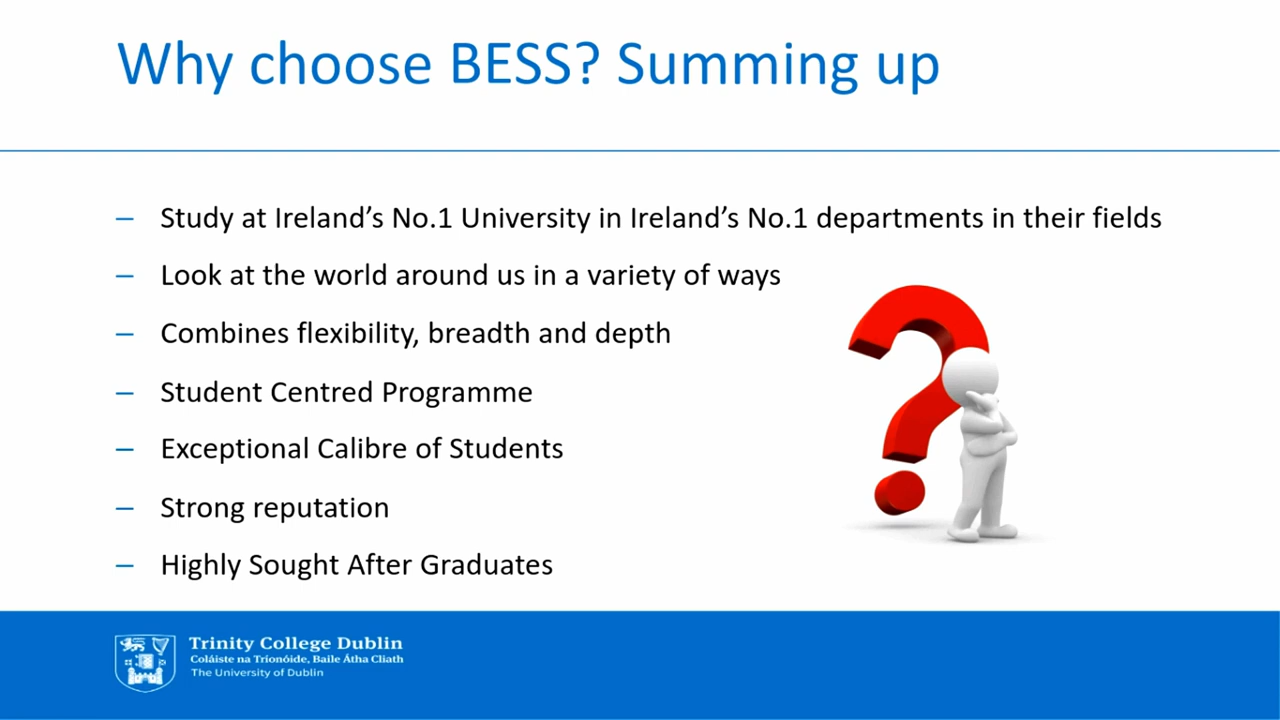 Why choose BESS? Summing up
– Study at Ireland’s No.1 University in Ireland’s No.1 departments in their fields
– Look at the world around us in a variety of ways
– Combines flexibility, breadth and depth
– Student Centred Programme
– Exceptional Calibre of Students
– Strong reputation
– Highly Sought After Graduates
Trinity College Dublin
Coláiste na Tríonóide, Baile Átha Cliath
The University of Dublin